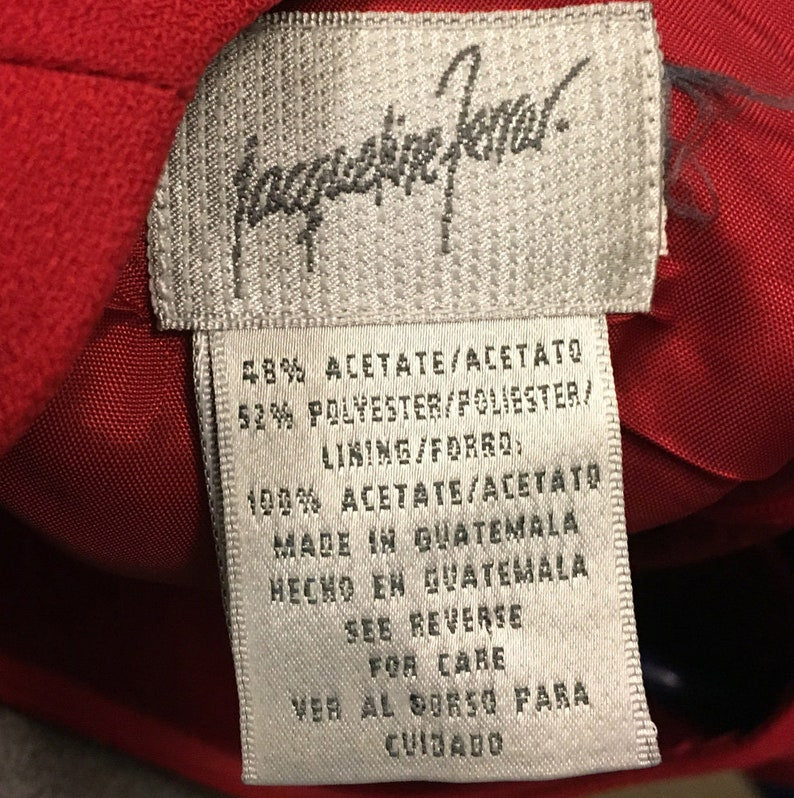 Jacqueline Ferrar.
48% ACETATE/ACETATO
52% POLYESTER/POLIESTER/
LINING/FORRO:
100% ACETATE/ACETATO
MADE IN GUATEMALA
HECHO EN GUATEMALA
SEE REVERSE
FOR CARE
VER AL DORSO PARA
CUIDADO